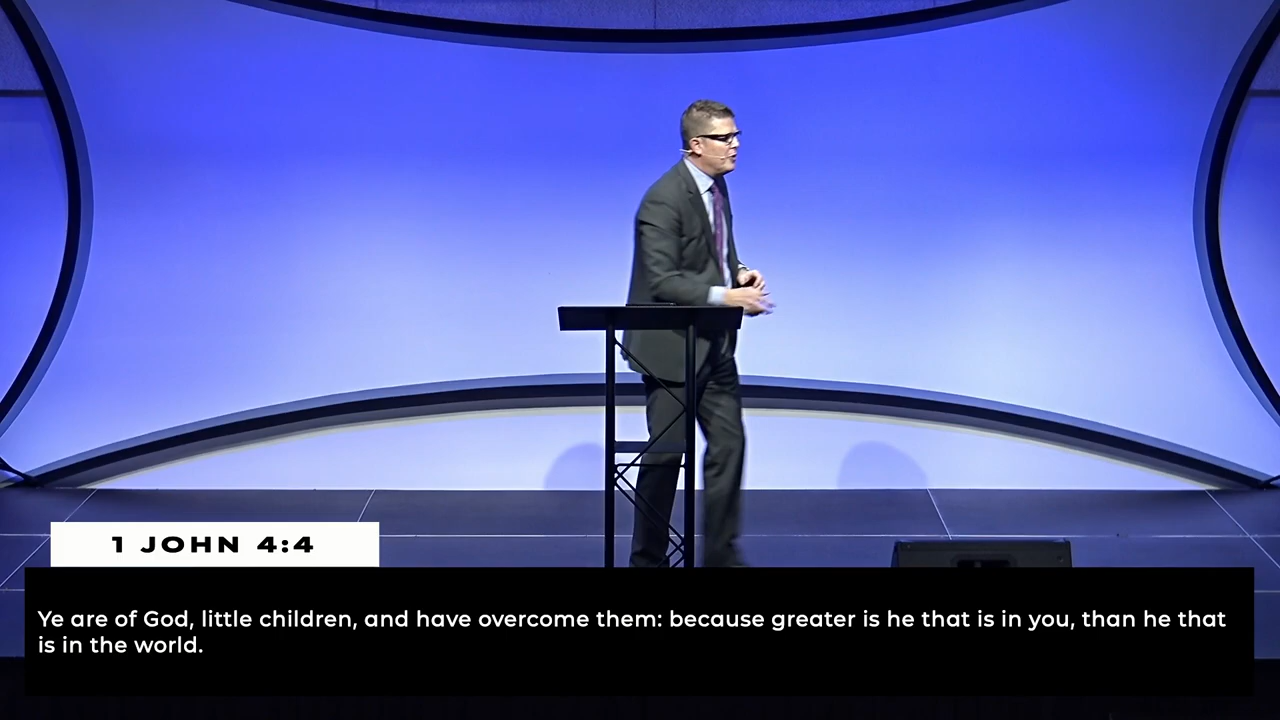 1 JOHN 4:4
Ye are of God, little children, and have overcome them: because greater is he that is in you, than he that
is in the world.